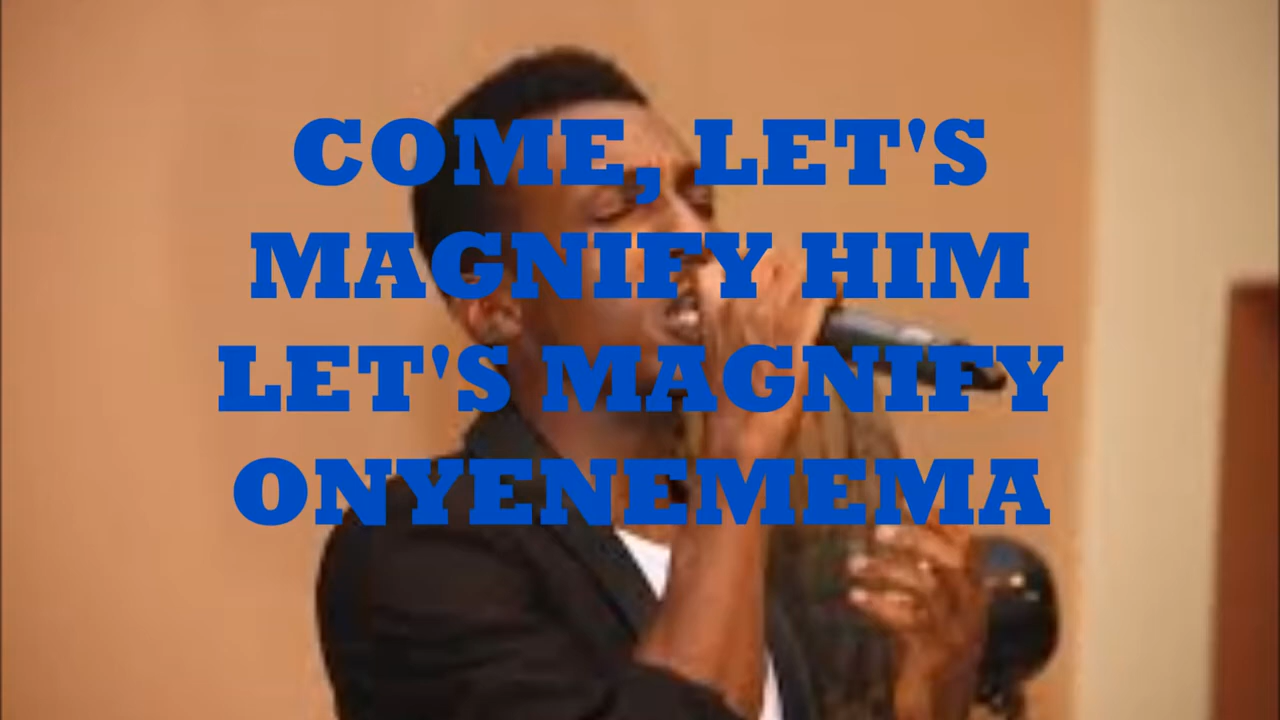 COME, LET'S
MAGNIFY HIM
LET'S MAGNIFY
ONYENEMEMA